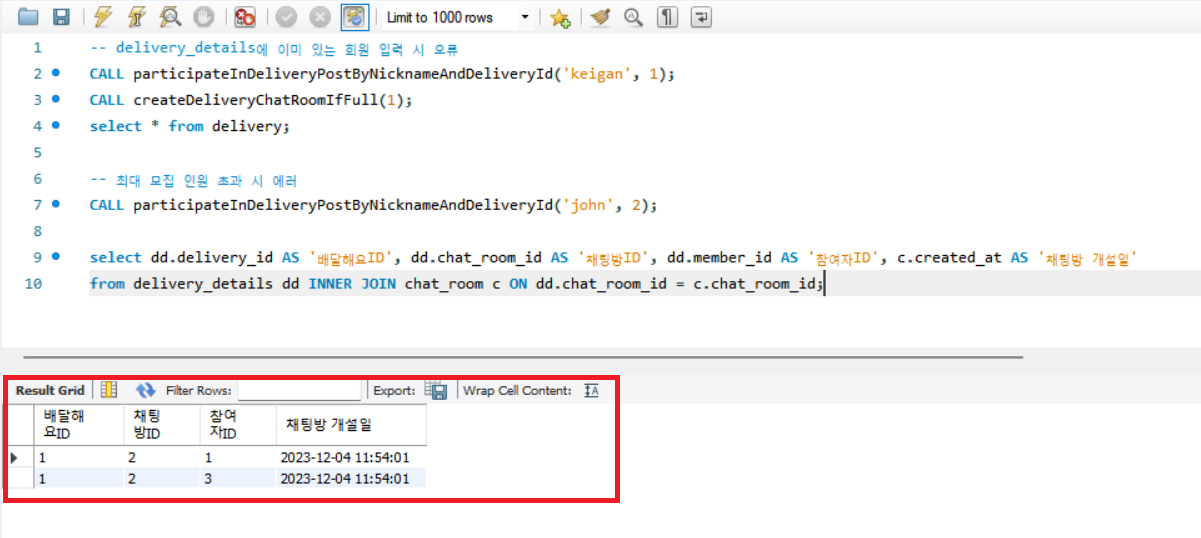 Limit to 1000 rows
1 -- delivery_details에 이미 있는 회원 입력 시 오류
2 CALL participateInDeliveryPostByNicknameAndDeliveryId('keigan', 1);
3 CALL createDeliveryChatRoomIfFull(1);
4 select * from delivery;
5
6 -- 최대 모집 인원 초과 시 에러
7 CALL participateInDeliveryPostByNicknameAndDeliveryId('john', 2);
8
9 select dd.delivery_id AS '배달해요ID', dd.chat_room_id AS '채팅방ID', dd.member_id AS '참여자ID', c.created_at AS '채팅방 개설일'
10 from delivery_details dd INNER JOIN chat_room c ON dd.chat_room_id = c.chat_room_id;
Result Grid Filter Rows: Export: Wrap Cell Content:
배달해 채팅 참여
요ID 방ID 자ID 채팅방 개설일
1 2 1 2023-12-04 11:54:01
1 2 3 2023-12-04 11:54:01